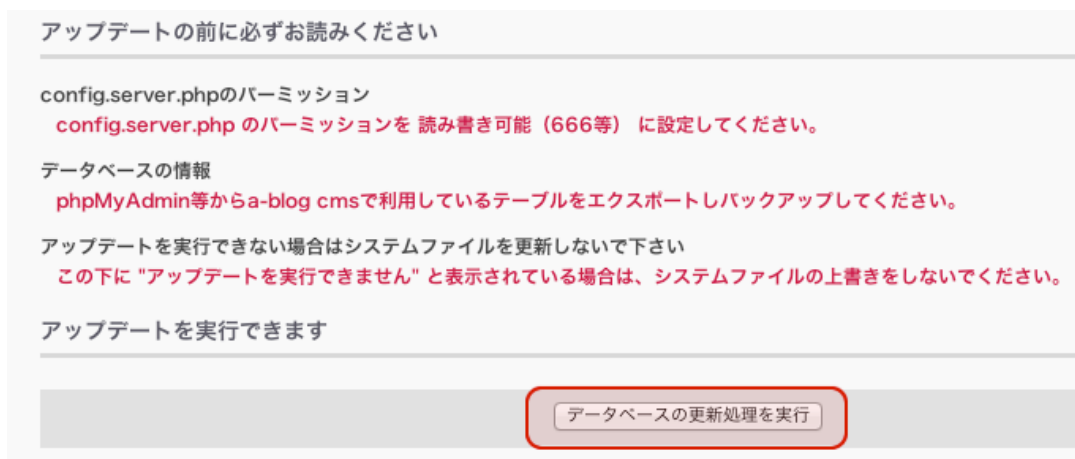 アップデートの前に必ずお読みください
config.server.phpのパーミッション
config.server.php のパーミッションを 読み書き可能（666等） に設定してください。
データベースの情報
phpMyAdmin等からa-blog cmsで利用しているテーブルをエクスポートしバックアップしてください。
アップデートを実行できない場合はシステムファイルを更新しないで下さい
この下に "アップデートを実行できません" と表示されている場合は、システムファイルの上書きをしないでください。
アップデートを実行できます
データベースの更新処理を実行